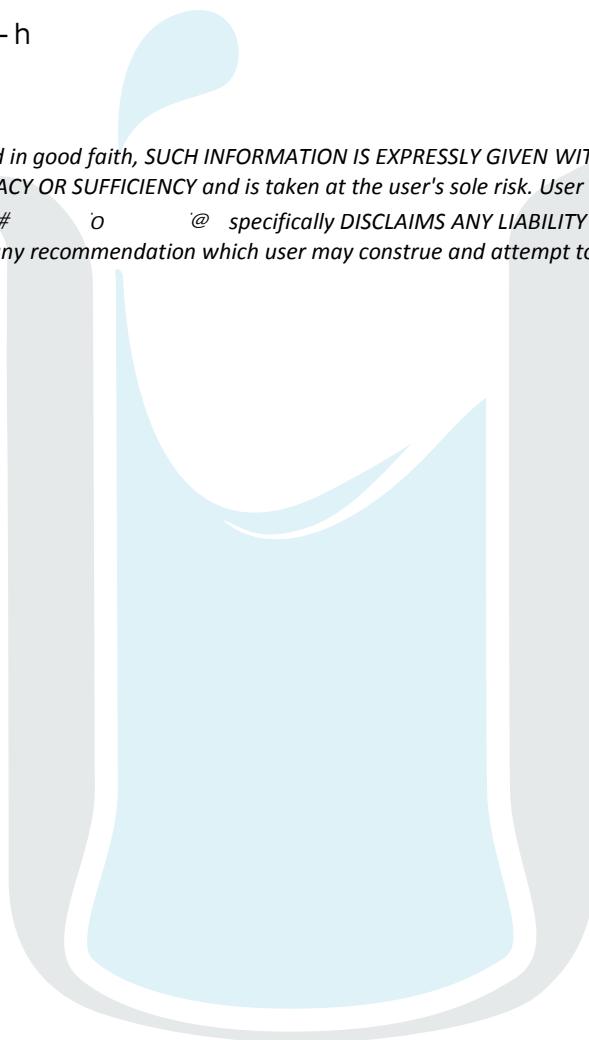 -h
d in good faith, SUCH INFORMATION IS EXPRESSLY GIVEN WIT
ACY OR SUFFICIENCY and is taken at the user's sole risk. User
# O @ specifically DISCLAIMS ANY LIABILITY
any recommendation which user may construe and attempt to